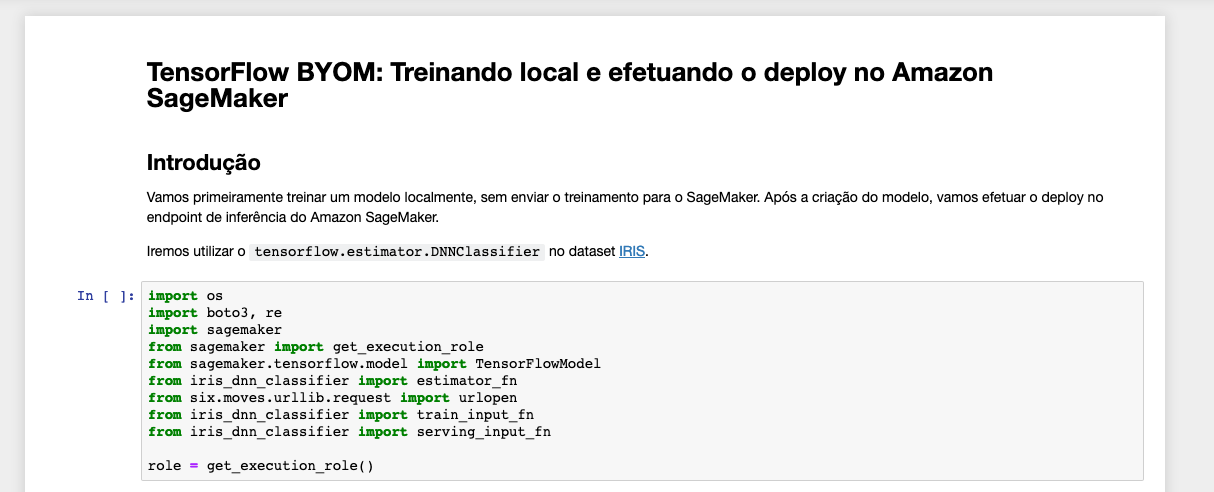 TensorFlow BYOM: Treinando local e efetuando o deploy no Amazon
SageMaker
Introdução
Vamos primeiramente treinar um modelo localmente, sem enviar o treinamento para o SageMaker. Após a criação do modelo, vamos efetuar o deploy no
endpoint de inferência do Amazon SageMaker.
Iremos utilizar o tensorflow.estimator.DNNClassifier no dataset IRIS.
In [ ]: import os
import boto3, re
import sagemaker
from sagemaker import get_execution_role
from sagemaker.tensorflow.model import TensorFlowModel
from iris_dnn_classifier import estimator_fn
from six.moves.urllib.request import urlopen
from iris_dnn_classifier import train_input_fn
from iris_dnn_classifier import serving_input_fn
role = get_execution_role()